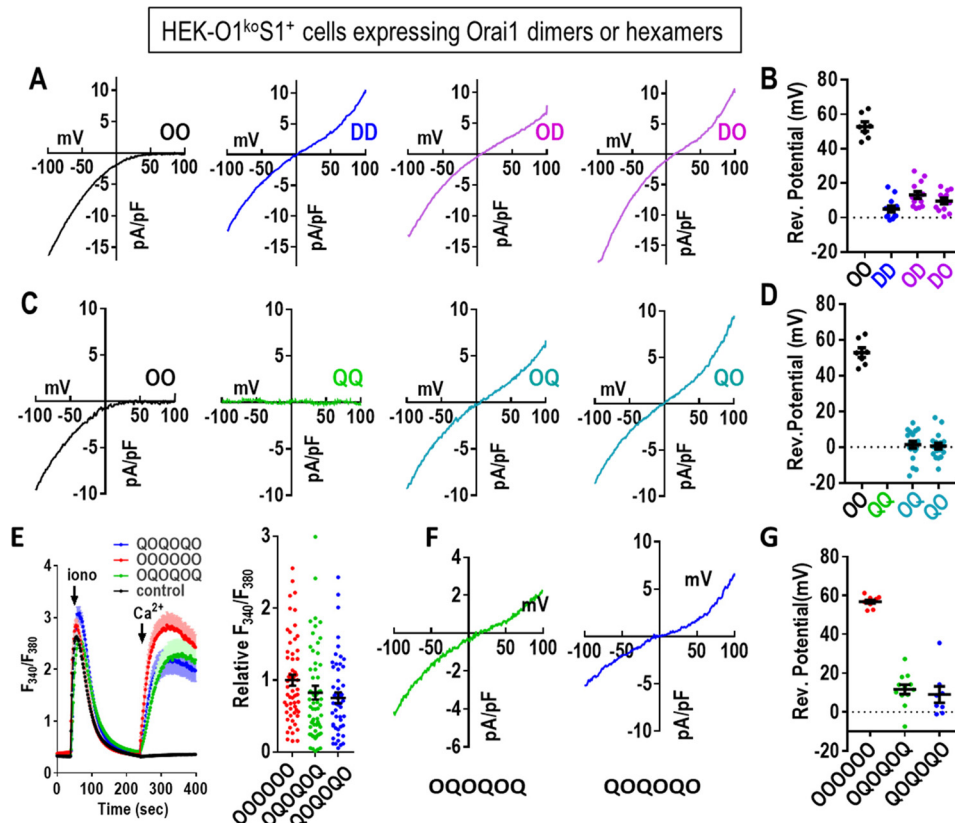 HEK-O1ᵏᵒS1⁺ cells expressing Orai1 dimers or hexamers
A
10
5
mV
OO
-100 -50 50 100
-5
-10
-15
pA/pF
10
5
mV
DD
-100 -50 50 100
-5
-10
-15
pA/pF
10
5
mV
OD
-100 -50 50 100
-5
-10
-15
pA/pF
10
5
mV
DO
-100 -50 50 100
-5
-10
-15
pA/pF
B
Rev. Potential (mV)
80
60
40
20
0
-20
OO DD OD DO
C
10
5
mV
OO
-100 -50 50 100
-5
-10
pA/pF
10
5
mV
QQ
-100 -50 50 100
-5
-10
pA/pF
10
5
mV
OQ
-100 -50 50 100
-5
-10
pA/pF
10
5
mV
QO
-100 -50 50 100
-5
-10
pA/pF
D
Rev. Potential (mV)
80
60
40
20
0
-20
OO QQ OQ QO
E
QOQOQO
OOOOOO
OQOQOQ
control
iono
Ca²⁺
F₃₄₀/F₃₈₀
4
3
2
1
0
0 200 400
Time (sec)
Relative F₃₄₀/F₃₈₀
3
2
1
0
OOOOOO OQOQOQ QOQOQO
F
4
2
mV
-100 -50 50 100
-2
-4
-6
pA/pF
OQOQOQ
10
5
mV
-100 -50 50 100
-5
-10
pA/pF
QOQOQO
G
Rev. Potential(mV)
80
60
40
20
0
-20
OOOOOO OQOQOQ QOQOQO